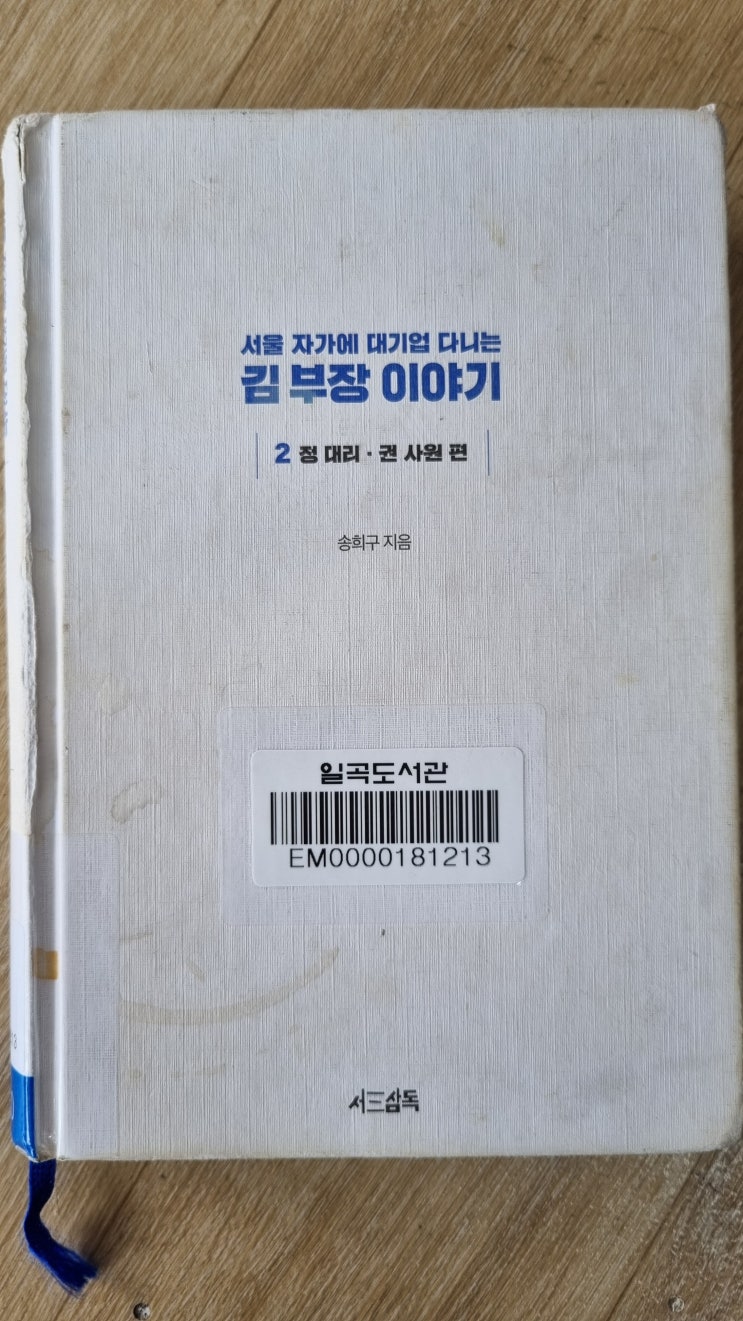 서울 자가에 대기업 다니는
김 부장 이야기
2 정 대리 · 권 사원 편
송희구 지음
일곡도서관
EM0000181213
서三삼독